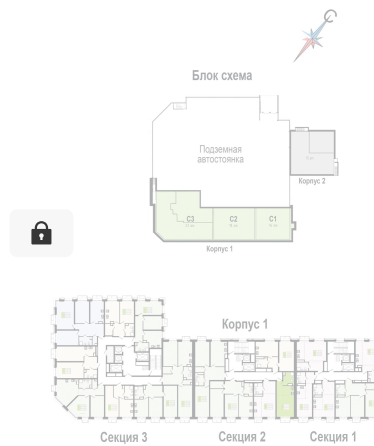 С
Блок схема
Подземная
автостоянка
Корпус 2
С3
С2
С1
Корпус 1
Корпус 1
Секция 3
Секция 2
Секция 1